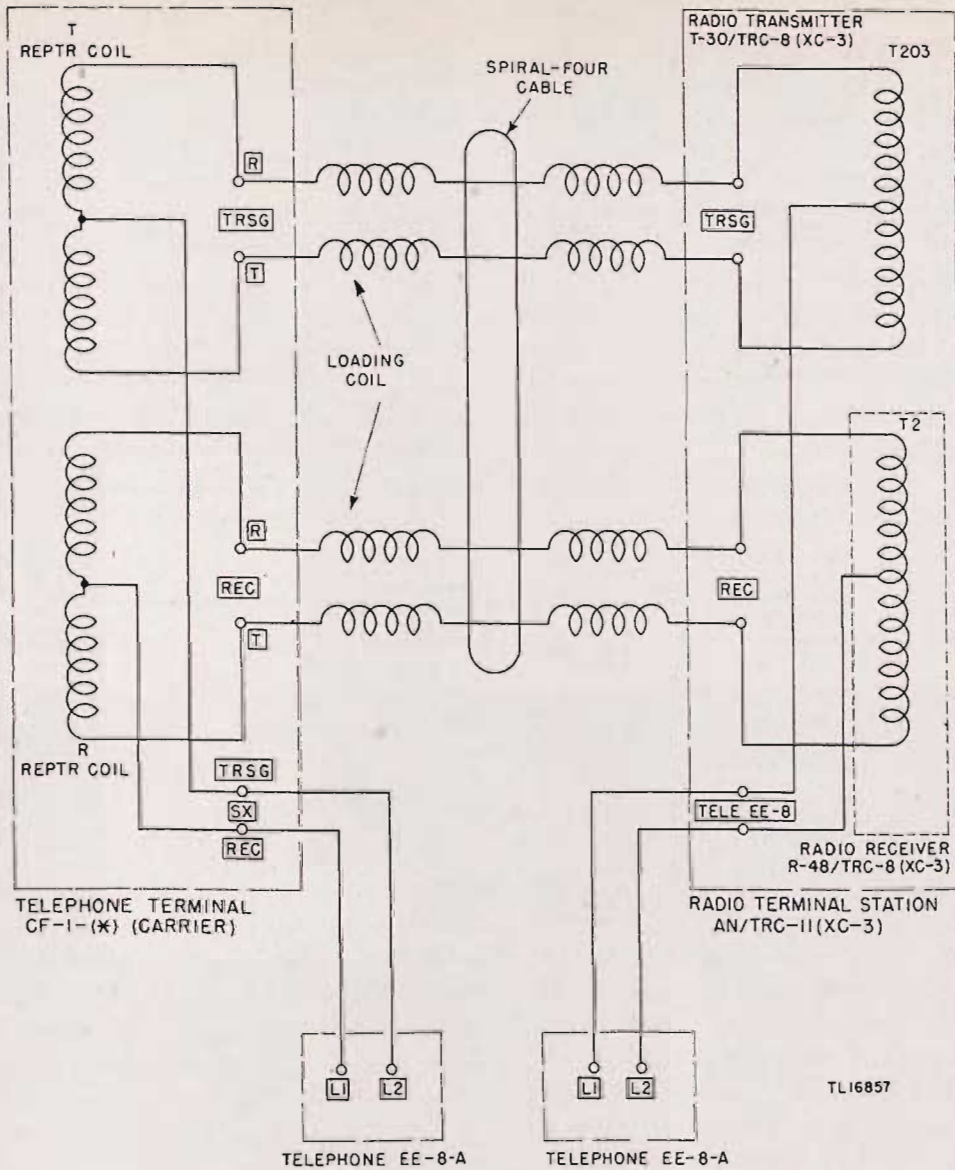 T
REPTR COIL
RADIO TRANSMITTER
T-30/TRC-8 (XC-3)
T203
SPIRAL-FOUR
CABLE
R
TRSG
T
TRSG
LOADING
COIL
T2
R
REC
T
REC
R
REPTR COIL
TRSG
SX
REC
TELE EE-8
RADIO RECEIVER
R-48/TRC-8 (XC-3)
TELEPHONE TERMINAL
CF-1-(*) (CARRIER)
RADIO TERMINAL STATION
AN/TRC-11(XC-3)
L1 L2
L1 L2
TL16857
TELEPHONE EE-8-A
TELEPHONE EE-8-A